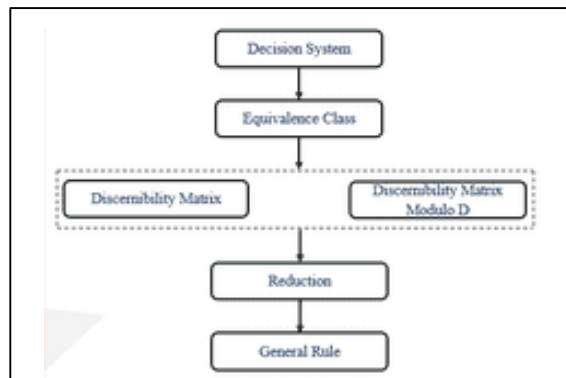 Decision System
Equivalence Class
Discernibility Matrix
Discernibility Matrix
Modulo D
Reduction
General Rule